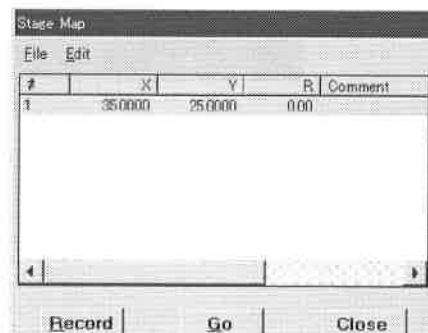 Stage Map
File Edit
# X Y R Comment
1 35.0000 25.0000 0.00
Record Go Close